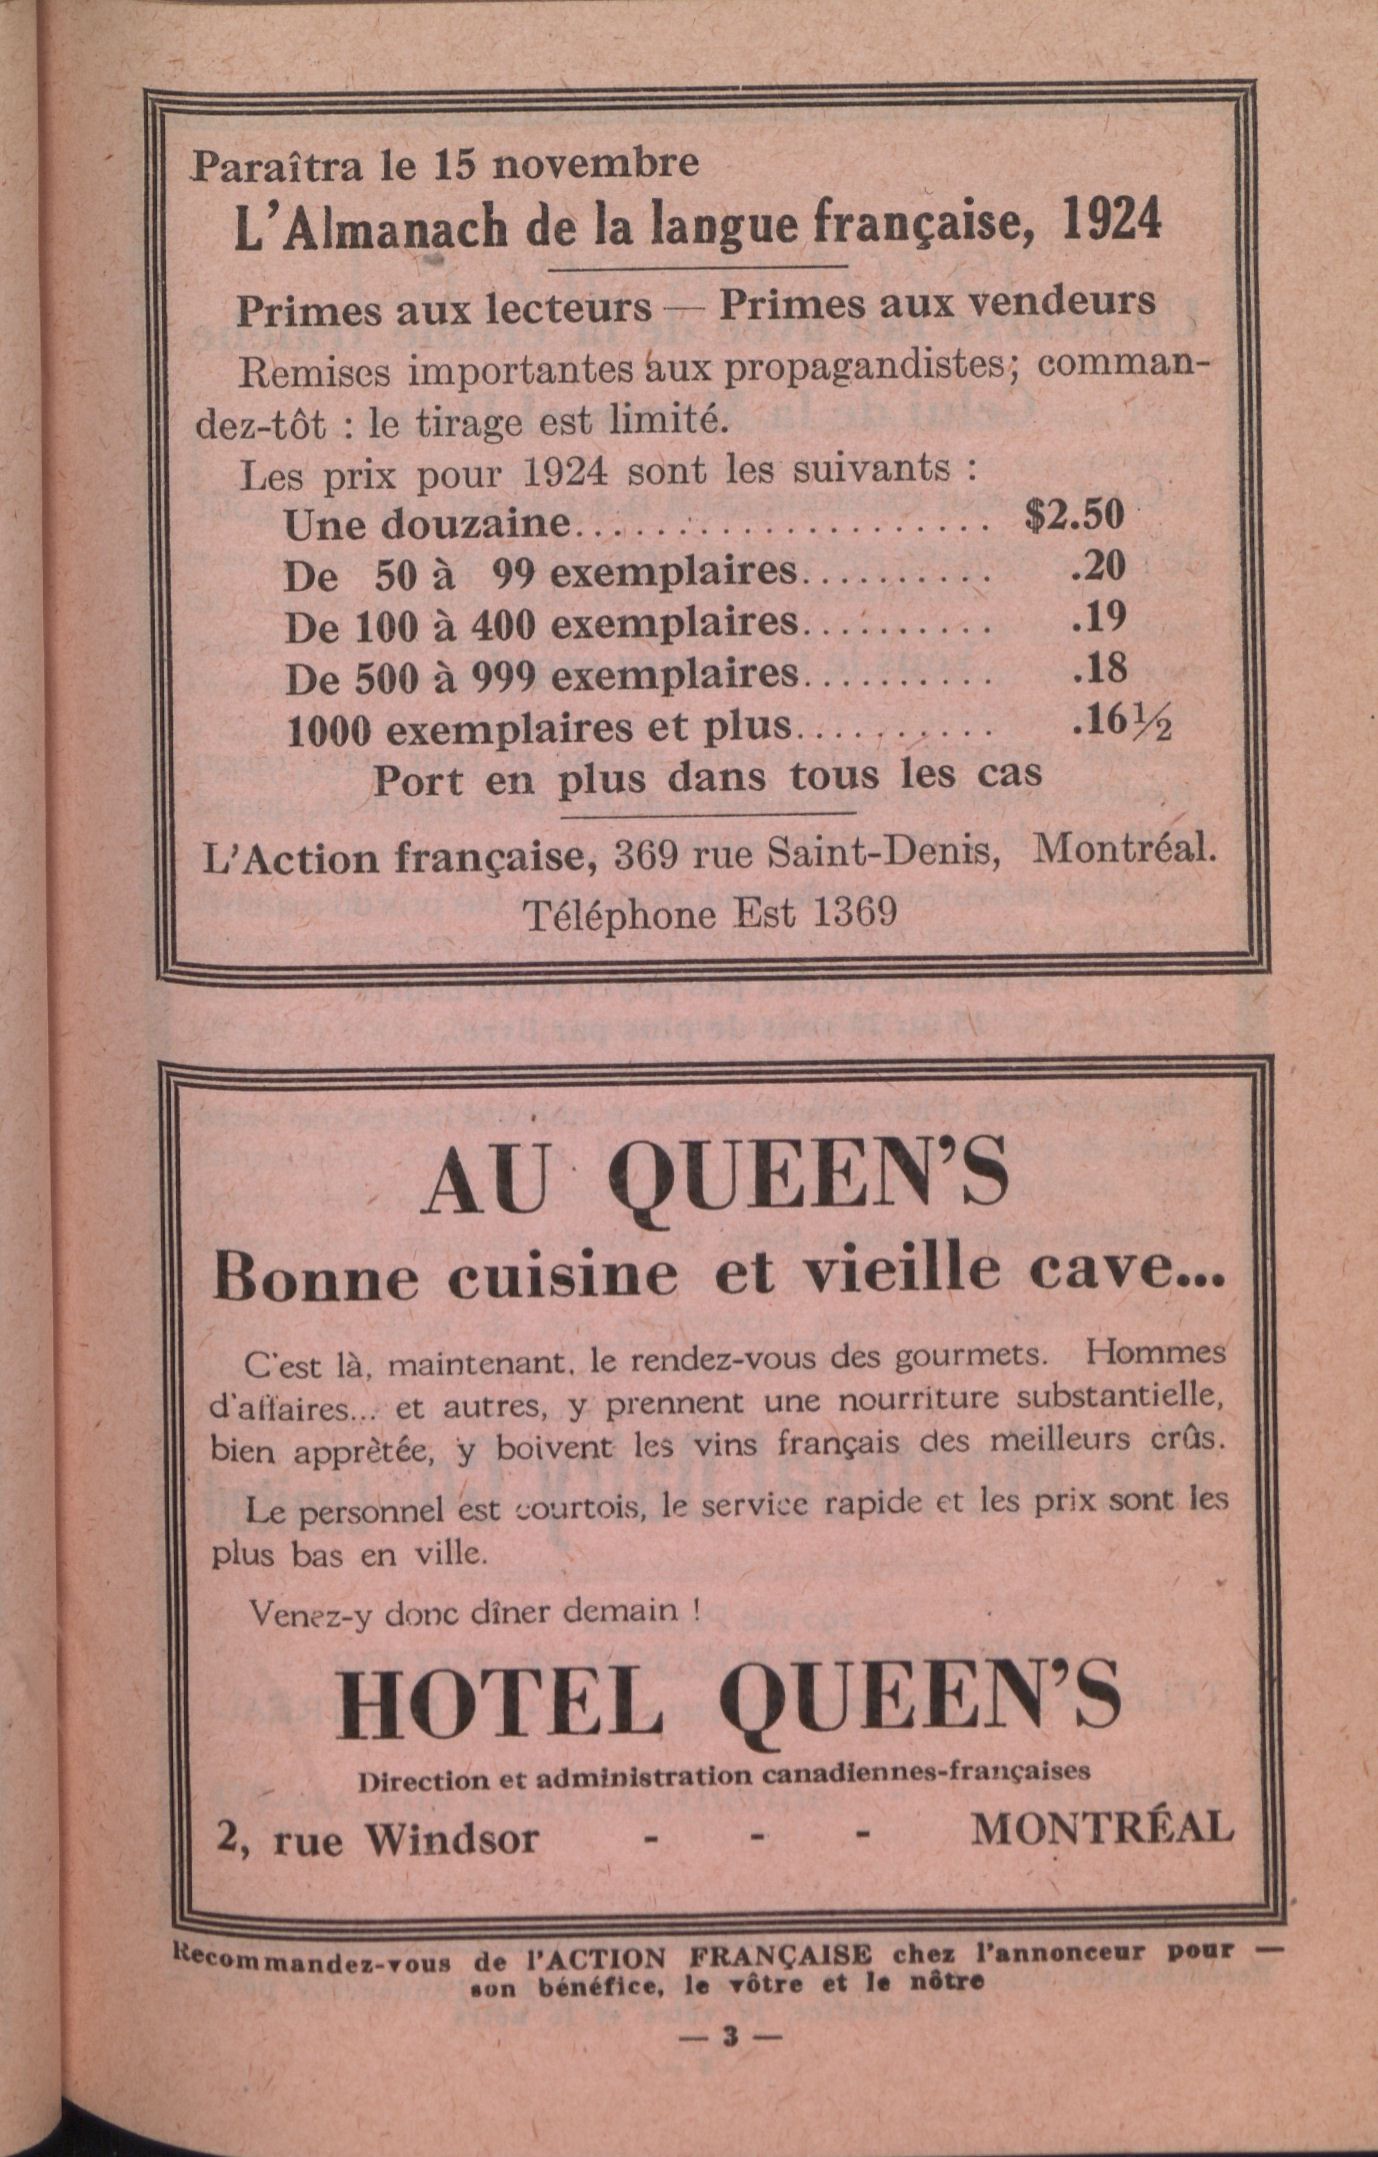 Paraîtra le 15 novembre
L'Almanach de la langue française, 1924
Primes aux lecteurs — Primes aux vendeurs
Remises importantes aux propagandistes; comman-
dez-tôt : le tirage est limité.
Les prix pour 1924 sont les suivants :
Une douzaine..................... $2.50
De 50 à 99 exemplaires.......... .20
De 100 à 400 exemplaires.......... .19
De 500 à 999 exemplaires.......... .18
1000 exemplaires et plus.......... .16½
Port en plus dans tous les cas
L'Action française, 369 rue Saint-Denis, Montréal.
Téléphone Est 1369
AU QUEEN'S
Bonne cuisine et vieille cave...
C'est là, maintenant, le rendez-vous des gourmets. Hommes
d'affaires... et autres, y prennent une nourriture substantielle,
bien apprètée, y boivent les vins français des meilleurs crûs.
Le personnel est courtois, le service rapide et les prix sont les
plus bas en ville.
Venez-y donc dîner demain !
HOTEL QUEEN'S
Direction et administration canadiennes-françaises
2, rue Windsor - - - MONTRÉAL
Recommandez-vous de l'ACTION FRANÇAISE chez l'annonceur pour —
son bénéfice, le vôtre et le nôtre
— 3 —